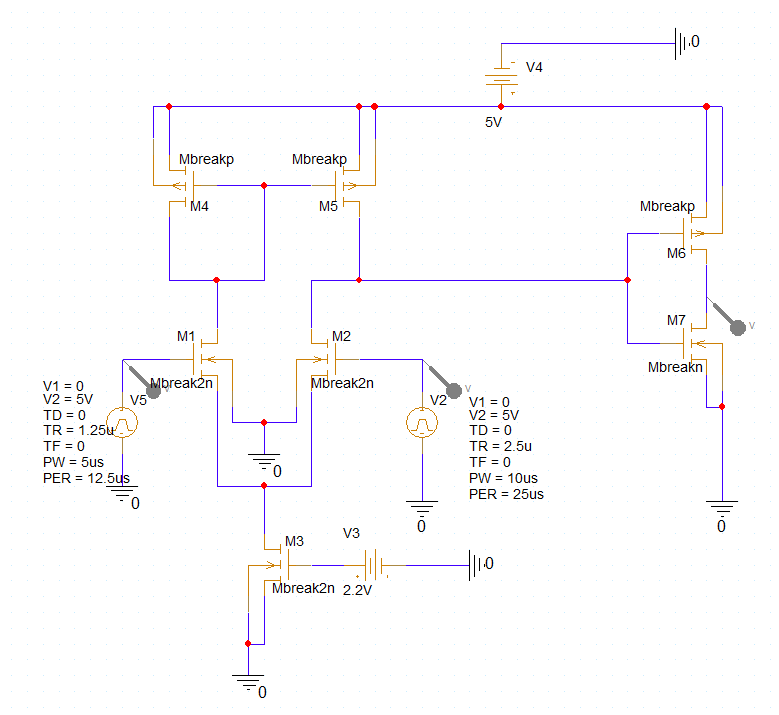 0
V4
5V
Mbreakp
Mbreakp
M4
M5
Mbreakp
M6
v
M7
Mbreakn
M1
M2
Mbreak2n
Mbreak2n
v
v
V1 = 0
V2 = 5V
TD = 0
TR = 1.25u
TF = 0
PW = 5us
PER = 12.5us
V5
0
V2
V1 = 0
V2 = 5V
TD = 0
TR = 2.5u
TF = 0
PW = 10us
PER = 25us
0
0
0
M3
Mbreak2n
V3
2.2V
0
0